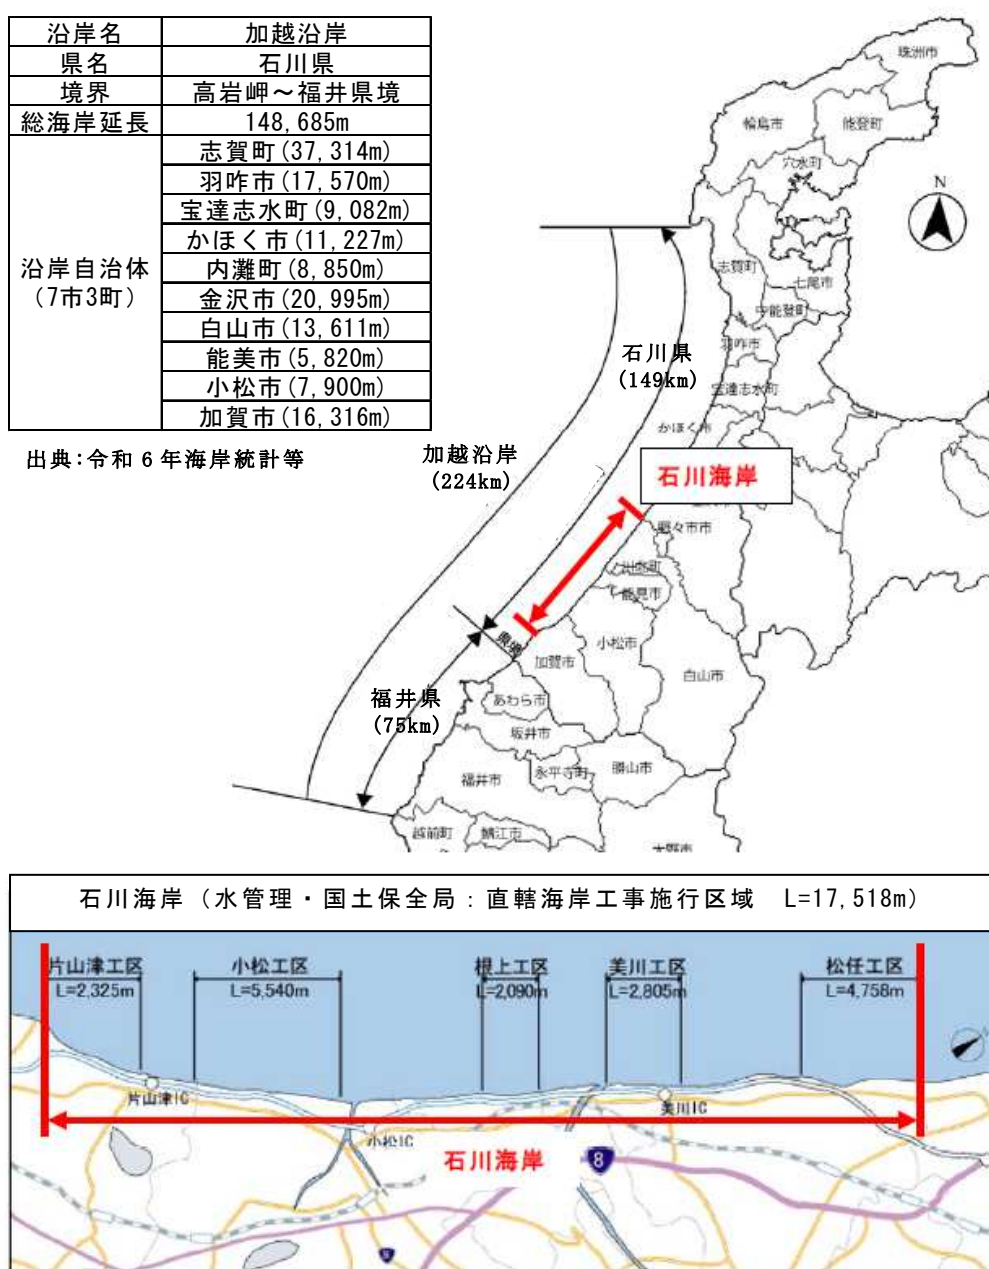 沿岸名 加越沿岸
県名 石川県
境界 高岩岬～福井県境
総海岸延長 148,685m
沿岸自治体
（7市3町）
志賀町(37,314m)
羽咋市(17,570m)
宝達志水町(9,082m)
かほく市(11,227m)
内灘町(8,850m)
金沢市(20,995m)
白山市(13,611m)
能美市(5,820m)
小松市(7,900m)
加賀市(16,316m)
出典:令和6年海岸統計等
珠洲市
輪島市
能登町
穴水町
N
志賀町
七尾市
中能登町
羽咋市
石川県
(149km)
宝達志水町
かほく市
加越沿岸
(224km)
石川海岸
野々市市
能見市
県境
小松市
加賀市
白山市
福井県
(75km)
あわら市
坂井市
永平寺町
勝山市
福井市
越前町
鯖江市
大野市
石川海岸（水管理・国土保全局：直轄海岸工事施行区域 L=17,518m）
片山津工区
L=2,325m
小松工区
L=5,540m
根上工区
L=2,090m
美川工区
L=2,805m
松任工区
L=4,758m
片山津IC
美川IC
小松IC
石川海岸
8